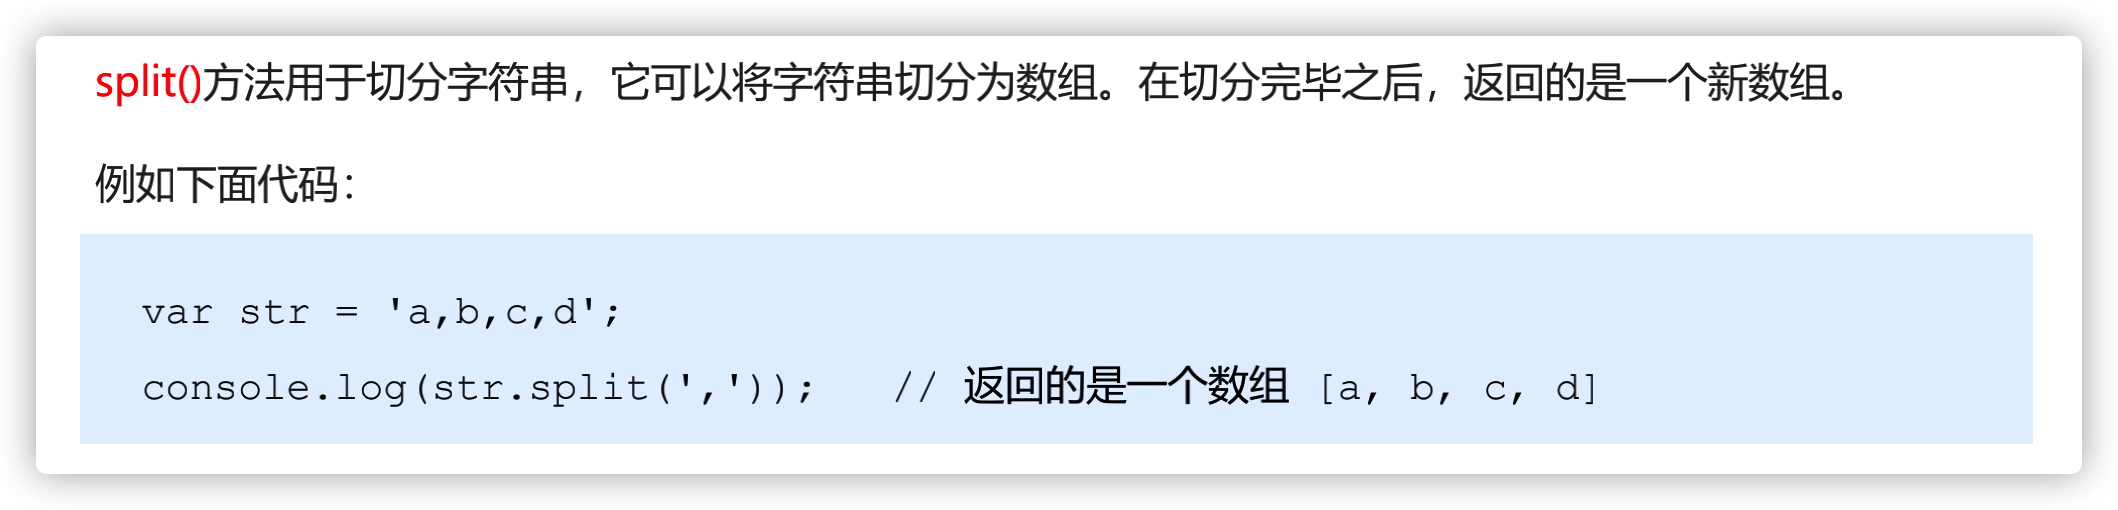 split()方法用于切分字符串，它可以将字符串切分为数组。在切分完毕之后，返回的是一个新数组。
例如下面代码：
var str = 'a,b,c,d';
console.log(str.split(','));   // 返回的是一个数组 [a, b, c, d]